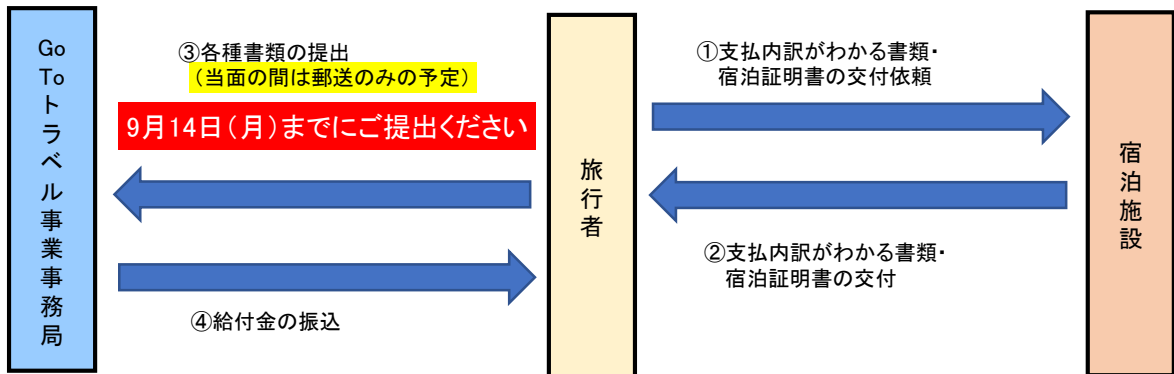 Go To トラベル事業事務局
③各種書類の提出
(当面の間は郵送のみの予定)
9月14日(月)までにご提出ください
④給付金の振込
旅行者
①支払内訳がわかる書類・
宿泊証明書の交付依頼
②支払内訳がわかる書類・
宿泊証明書の交付
宿泊施設